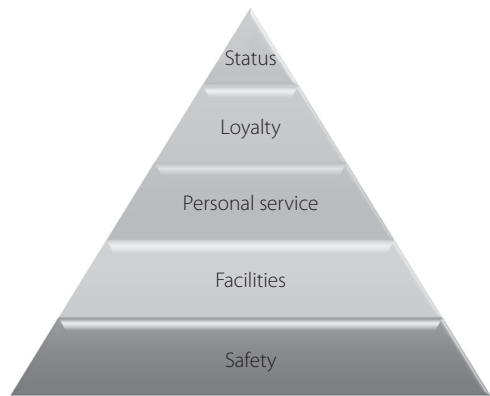 Status
Loyalty
Personal service
Facilities
Safety